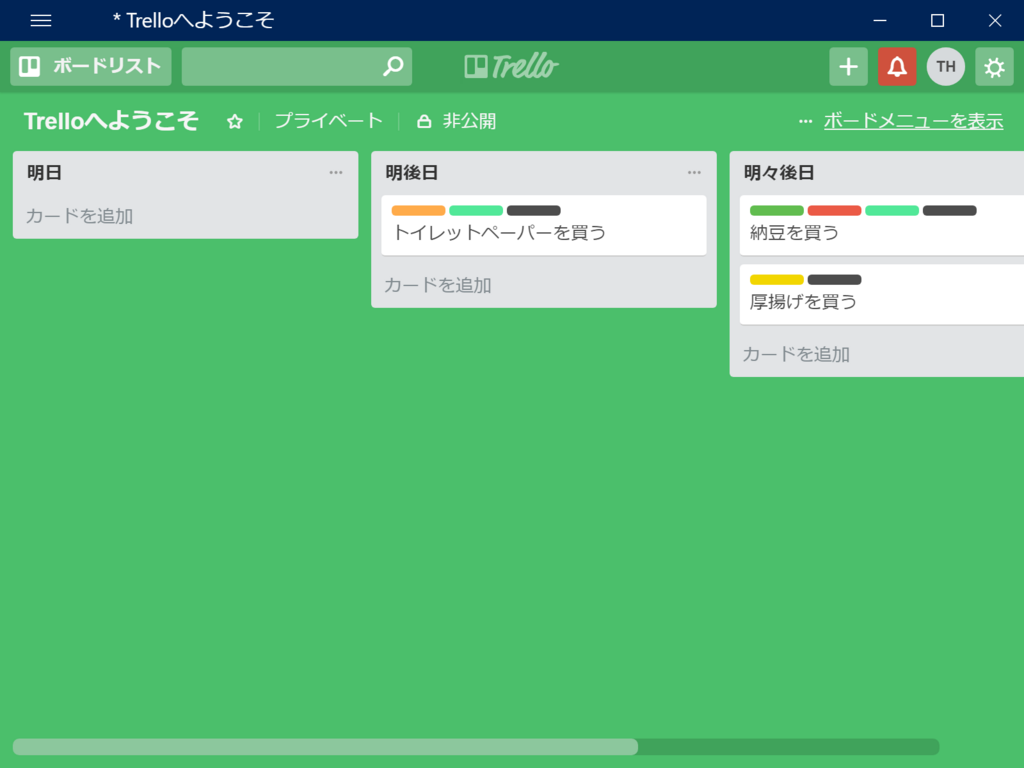 * Trelloへようこそ
ボードリスト
Trello
TH
Trelloへようこそ
プライベート
非公開
… ボードメニューを表示
明日
カードを追加
明後日
トイレットペーパーを買う
カードを追加
明々後日
納豆を買う
厚揚げを買う
カードを追加